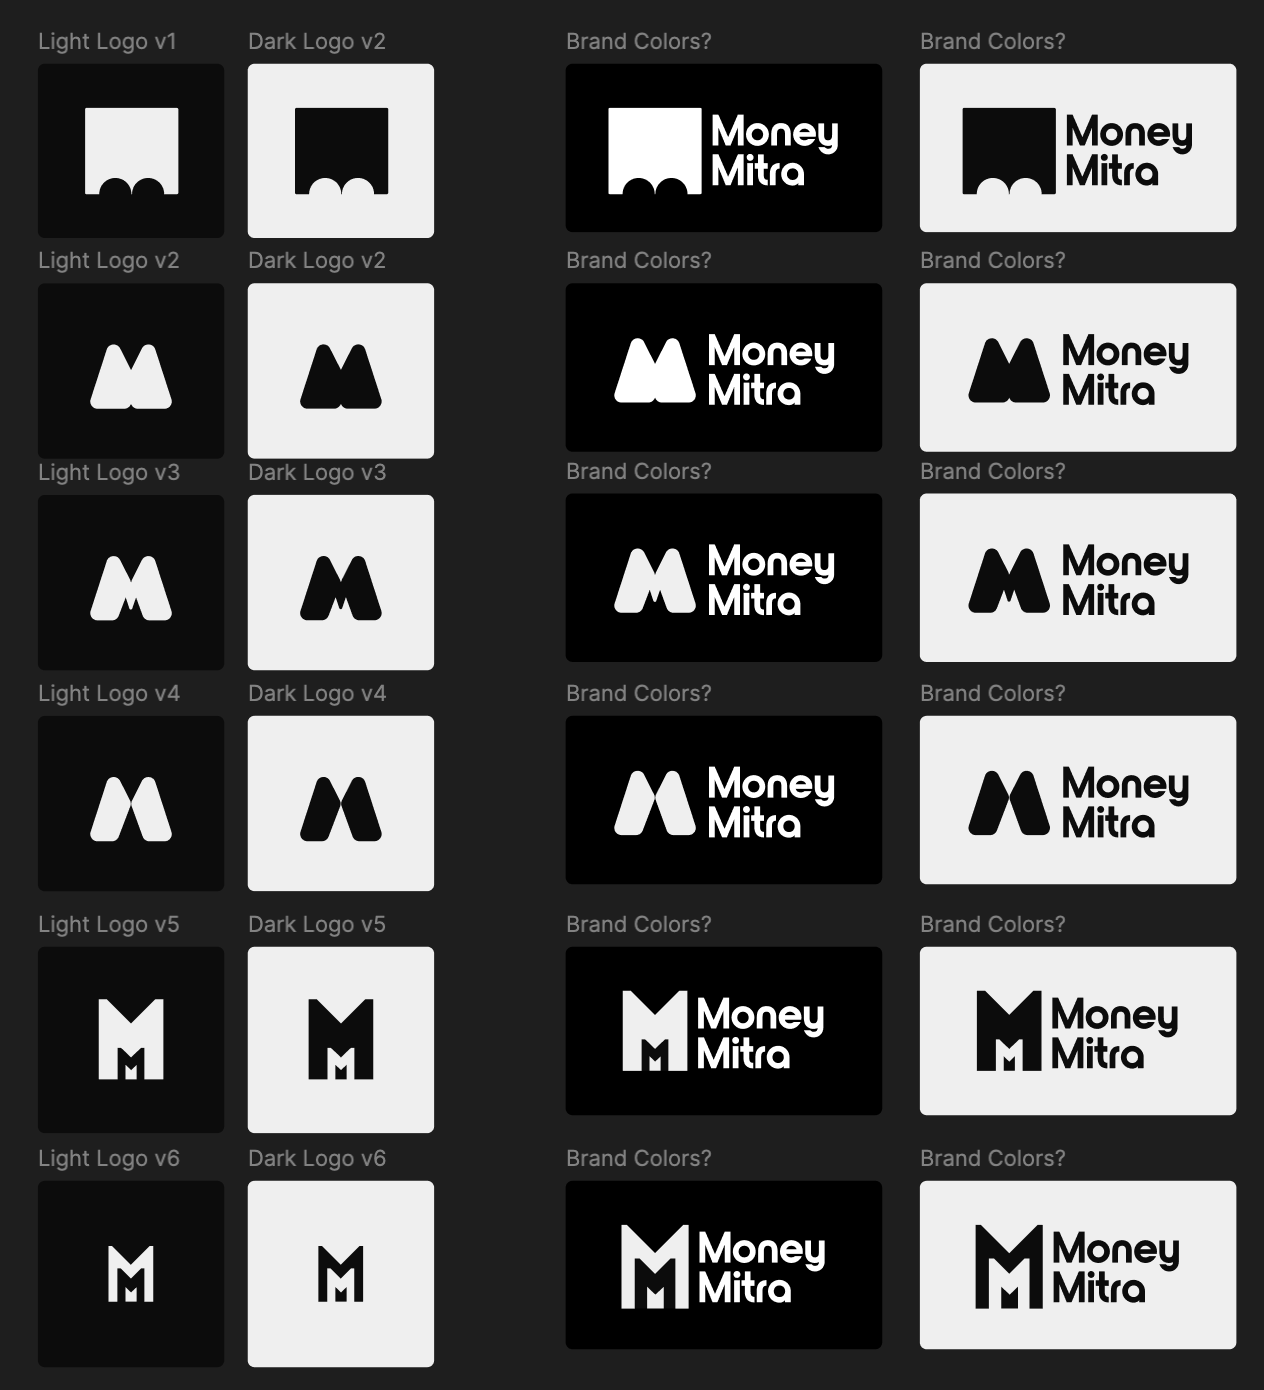 Light Logo v1
Dark Logo v2
Brand Colors?
Brand Colors?
Money
Mitra
Money
Mitra
Light Logo v2
Dark Logo v2
Brand Colors?
Brand Colors?
Money
Mitra
Money
Mitra
Light Logo v3
Dark Logo v3
Brand Colors?
Brand Colors?
M
M
Money
Mitra
Money
Mitra
Light Logo v4
Dark Logo v4
Brand Colors?
Brand Colors?
Money
Mitra
Money
Mitra
Light Logo v5
Dark Logo v5
Brand Colors?
Brand Colors?
M
M
M
Money
Mitra
M
Money
Mitra
Light Logo v6
Dark Logo v6
Brand Colors?
Brand Colors?
M
M
M
Money
Mitra
M
Money
Mitra